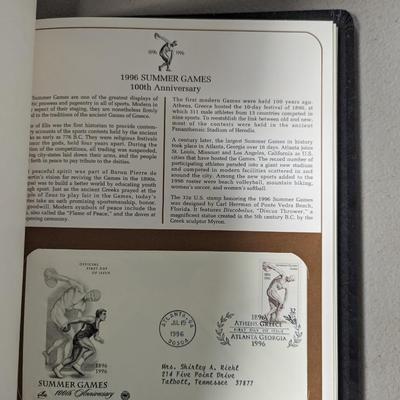 1896 1996
1996 SUMMER GAMES
100th Anniversary
Games are one of the greatest displays of
tic prowess and pageantry in all of sports. Modern in
respect of their staging, they are nonetheless firmly
to the traditions of the ancient Games of Greece.
of Elis was the first historian to provide contem-
accounts of the sports contests held by the ancient
as early as 776 B.C. They were religious festivals
the gods, held four years apart. During the
tion of the competitions, all trading was suspended,
ing city-states laid down their arms, and the people
forth in peace to pay tribute to the deities.
peaceful spirit was part of Baron Pierre de
ertin's vision for reviving the Games in the 1890s.
goal was to build a better world by educating youth
sport. Just as the ancient Greeks prayed at the
of Zeus to play fair in the Games, today's
tes take an oath promising sportsmanship, honor
goodwill. Modern symbols of peace include the
also called the "Flame of Peace," and the doves at
opening ceremony.
The first modern Games were held 100 years ago.
Athens, Greece hosted the 10-day festival of 1896, at
which 311 male athletes from 13 countries competed in
nine sports. To reestablish the link between old and new,
most of the contests were held in the ancient
Panathenaic Stadium of Herodis.
A century later, the largest Summer Games in history
took place in Atlanta, Georgia over 16 days. Atlanta joins
St. Louis, Missouri and Los Angeles, California as U.S.
cities that have hosted the Games. The record number of
participating athletes paraded into a giant new stadium
and competed in modern facilities scattered in and
around the city. Among the new sports added to the
1996 roster were beach volleyball, mountain biking,
women's soccer, and women's softball.
The 32¢ U.S. stamp honoring the 1996 Summer Games
was designed by Carl Herrman of Ponte Vedra Beach,
Florida. It features Discobolus, "Discus Thrower," a
magnificent statue created in the 5th century B.C. by the
Greek sculptor Myron.
OFFICIAL
FIRST DAY
OF ISSUE
ATLANTA, GA
JUL 19
1996
30304
32
1896
ATHENS, GREECE
FIRST DAY OF ISSUE
ATLANTA, GEORGIA
1996
1896
1996
SUMMER GAMES
100th Anniversary
Mrs. Shirley A. Riehl
214 Five Point Drive
Talbott, Tennessee 37877